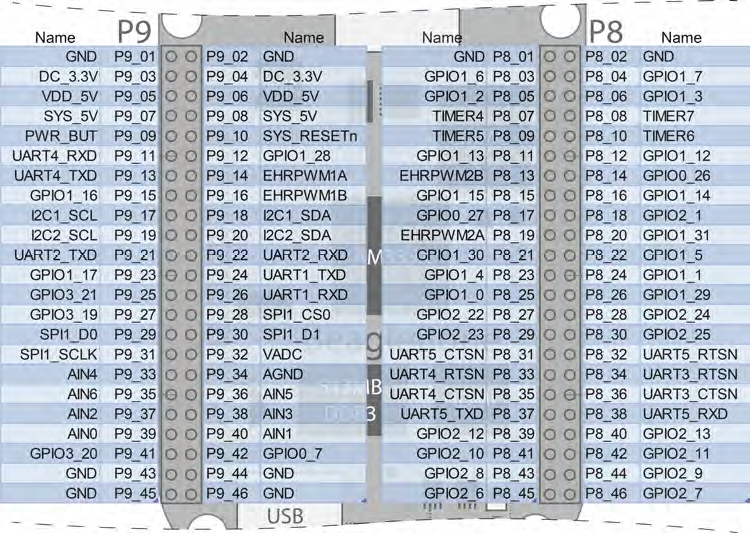 P9 P8
Name Name Name Name
GND P9_01 P9_02 GND GND P8_01 P8_02 GND
DC_3.3V P9_03 P9_04 DC_3.3V GPIO1_6 P8_03 P8_04 GPIO1_7
VDD_5V P9_05 P9_06 VDD_5V GPIO1_2 P8_05 P8_06 GPIO1_3
SYS_5V P9_07 P9_08 SYS_5V TIMER4 P8_07 P8_08 TIMER7
PWR_BUT P9_09 P9_10 SYS_RESETn TIMER5 P8_09 P8_10 TIMER6
UART4_RXD P9_11 P9_12 GPIO1_28 GPIO1_13 P8_11 P8_12 GPIO1_12
UART4_TXD P9_13 P9_14 EHRPWM1A EHRPWM2B P8_13 P8_14 GPIO0_26
GPIO1_16 P9_15 P9_16 EHRPWM1B GPIO1_15 P8_15 P8_16 GPIO1_14
I2C1_SCL P9_17 P9_18 I2C1_SDA GPIO0_27 P8_17 P8_18 GPIO2_1
I2C2_SCL P9_19 P9_20 I2C2_SDA EHRPWM2A P8_19 P8_20 GPIO1_31
UART2_TXD P9_21 P9_22 UART2_RXD GPIO1_30 P8_21 P8_22 GPIO1_5
GPIO1_17 P9_23 P9_24 UART1_TXD GPIO1_4 P8_23 P8_24 GPIO1_1
GPIO3_21 P9_25 P9_26 UART1_RXD GPIO1_0 P8_25 P8_26 GPIO1_29
GPIO3_19 P9_27 P9_28 SPI1_CS0 GPIO2_22 P8_27 P8_28 GPIO2_24
SPI1_D0 P9_29 P9_30 SPI1_D1 GPIO2_23 P8_29 P8_30 GPIO2_25
SPI1_SCLK P9_31 P9_32 VADC UART5_CTSN P8_31 P8_32 UART5_RTSN
AIN4 P9_33 P9_34 AGND UART4_RTSN P8_33 P8_34 UART3_RTSN
AIN6 P9_35 P9_36 AIN5 UART4_CTSN P8_35 P8_36 UART3_CTSN
AIN2 P9_37 P9_38 AIN3 UART5_TXD P8_37 P8_38 UART5_RXD
AIN0 P9_39 P9_40 AIN1 GPIO2_12 P8_39 P8_40 GPIO2_13
GPIO3_20 P9_41 P9_42 GPIO0_7 GPIO2_10 P8_41 P8_42 GPIO2_11
GND P9_43 P9_44 GND GPIO2_8 P8_43 P8_44 GPIO2_9
GND P9_45 P9_46 GND GPIO2_6 P8_45 P8_46 GPIO2_7
USB